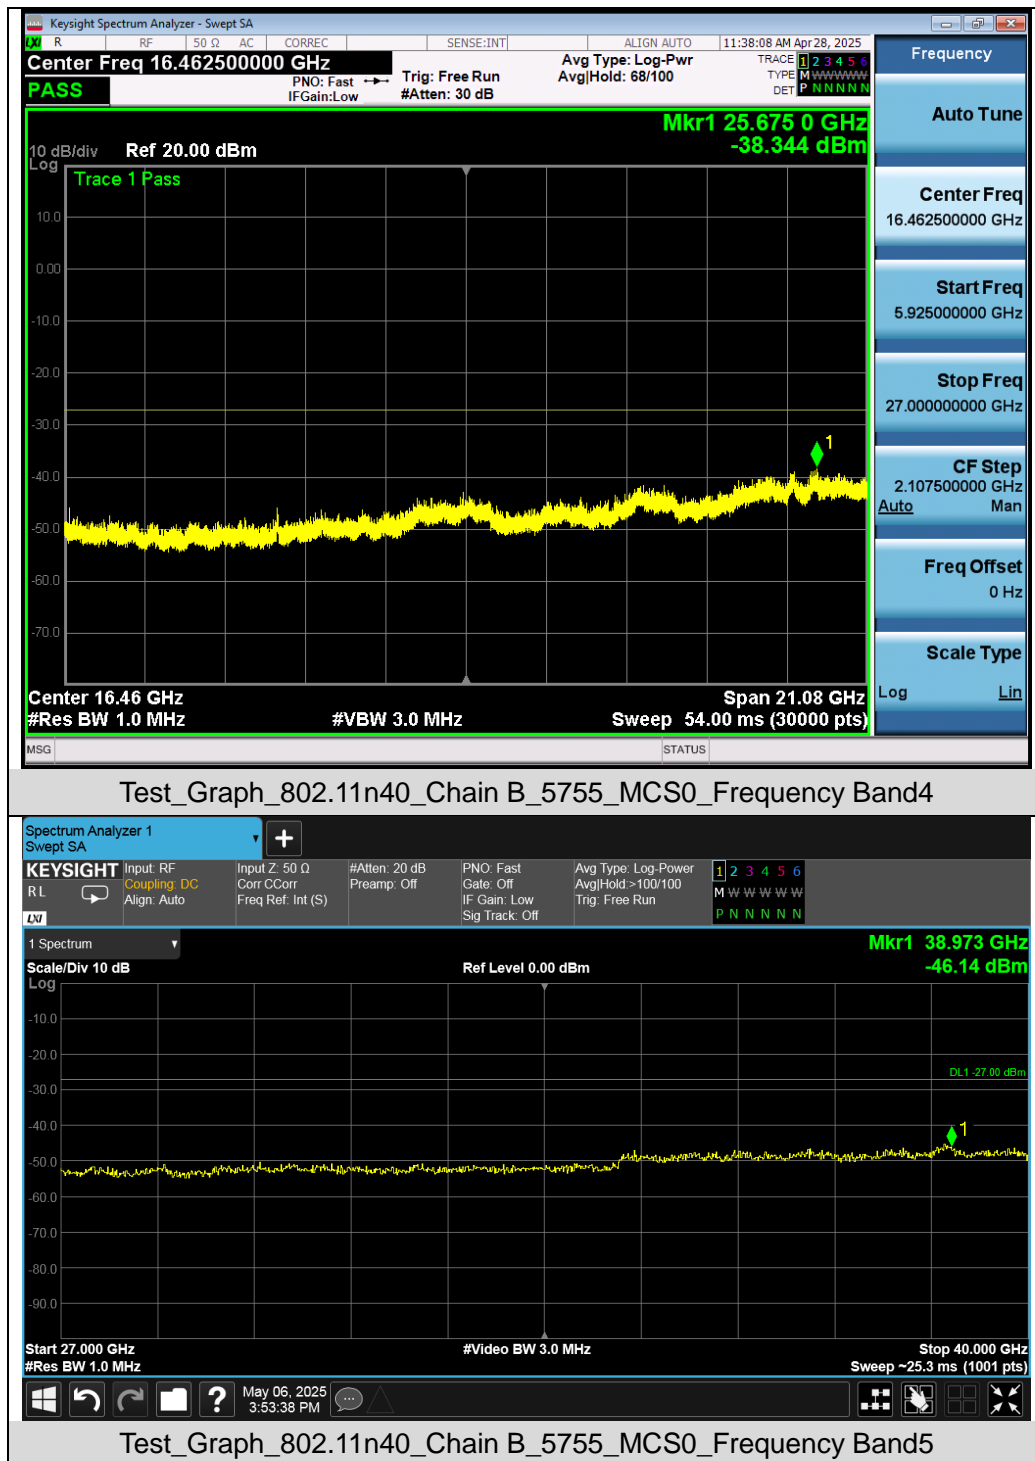 Keysight Spectrum Analyzer - Swept SA
LXI R RF 50 Ω AC CORREC SENSE:INT ALIGN AUTO 11:38:08 AM Apr 28, 2025
Center Freq 16.462500000 GHz
PASS
PNO: Fast
IFGain:Low
Trig: Free Run
#Atten: 30 dB
Avg Type: Log-Pwr
Avg|Hold: 68/100
TRACE 1 2 3 4 5 6
TYPE M W W W W W
DET P N N N N N
Mkr1 25.675 0 GHz
-38.344 dBm
10 dB/div Ref 20.00 dBm
Log
Trace 1 Pass
10.0
0.00
-10.0
-20.0
-30.0
-40.0
-50.0
-60.0
-70.0
1
Center 16.46 GHz Span 21.08 GHz
#Res BW 1.0 MHz #VBW 3.0 MHz Sweep 54.00 ms (30000 pts)
MSG STATUS
Frequency
Auto Tune
Center Freq
16.462500000 GHz
Start Freq
5.925000000 GHz
Stop Freq
27.000000000 GHz
CF Step
2.107500000 GHz
Auto Man
Freq Offset
0 Hz
Scale Type
Log Lin
Test_Graph_802.11n40_Chain B_5755_MCS0_Frequency Band4
Spectrum Analyzer 1
Swept SA
KEYSIGHT
RL
LXI
Input: RF
Coupling: DC
Align: Auto
Input Z: 50 Ω
Corr CCorr
Freq Ref: Int (S)
#Atten: 20 dB
Preamp: Off
PNO: Fast
Gate: Off
IF Gain: Low
Sig Track: Off
Avg Type: Log-Power
Avg|Hold:>100/100
Trig: Free Run
1 2 3 4 5 6
M W W W W W
P N N N N N
1 Spectrum
Mkr1 38.973 GHz
-46.14 dBm
Scale/Div 10 dB Ref Level 0.00 dBm
Log
-10.0
-20.0
-30.0
-40.0
-50.0
-60.0
-70.0
-80.0
-90.0
DL1 -27.00 dBm
1
Start 27.000 GHz #Video BW 3.0 MHz Stop 40.000 GHz
#Res BW 1.0 MHz Sweep ~25.3 ms (1001 pts)
May 06, 2025
3:53:38 PM
Test_Graph_802.11n40_Chain B_5755_MCS0_Frequency Band5